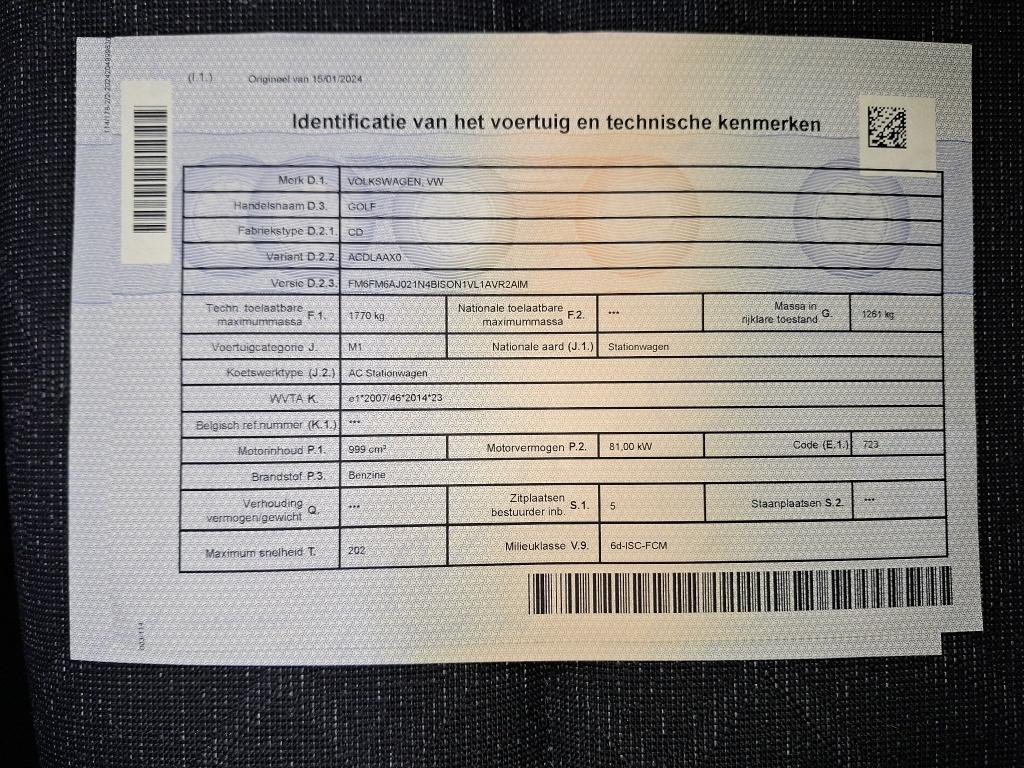 (I.1.) Origineel van 15/01/2024
Identificatie van het voertuig en technische kenmerken
Merk D.1. VOLKSWAGEN, VW
Handelsnaam D.3. GOLF
Fabriekstype D.2.1. CD
Variant D.2.2. ACDLAAX0
Versie D.2.3. FM6FM6AJ021N4BISON1VL1AVR2AIM
Techn. toelaatbare maximummassa F.1. 1770 kg Nationale toelaatbare maximummassa F.2. *** Massa in rijklare toestand G. 1261 kg
Voertuigcategorie J. M1 Nationale aard (J.1.) Stationwagen
Koetswerktype (J.2.) AC Stationwagen
WVTA K. e1*2007/46*2014*23
Belgisch ref.nummer (K.1.) ***
Motorinhoud P.1. 999 cm³ Motorvermogen P.2. 81,00 kW Code (E.1.) 723
Brandstof P.3. Benzine
Verhouding vermogen/gewicht Q. *** Zitplaatsen bestuurder inb. S.1. 5 Staanplaatsen S.2. ***
Maximum snelheid T. 202 Milieuklasse V.9. 6d-ISC-FCM